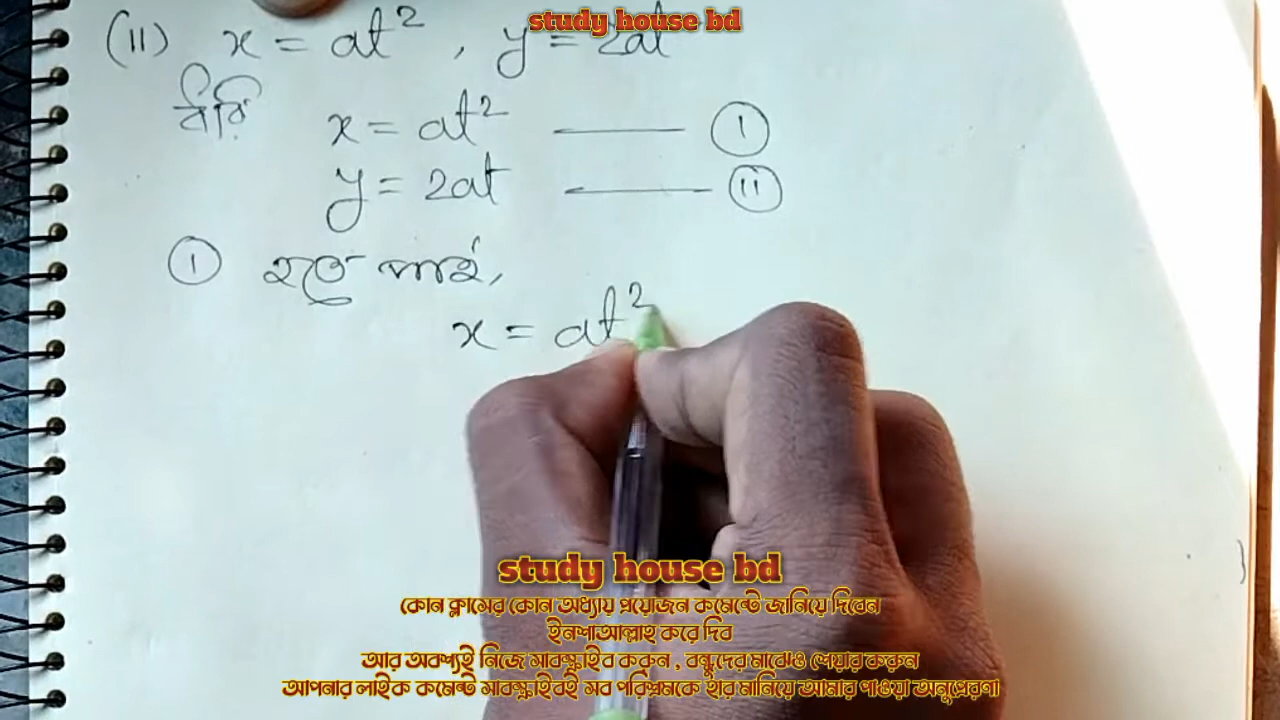 study house bd
(II) x = at², y = 2at
ধরি x = at² ——— (I)
y = 2at ——— (II)
(I) হতে পাই,
x = at²
study house bd
কোন ক্লাসের কোন অধ্যায় প্রয়োজন কমেন্টে জানিয়ে দিবেন
ইনশাআল্লাহ করে দিব
আর অবশ্যই নিজে সাবস্ক্রাইব করুন , বন্ধুদের মাঝেও শেয়ার করুন
আপনার লাইক কমেন্ট সাবস্ক্রাইবই সব পরিশ্রমকে হার মানিয়ে আমার পাওয়া অনুপ্রেরণা